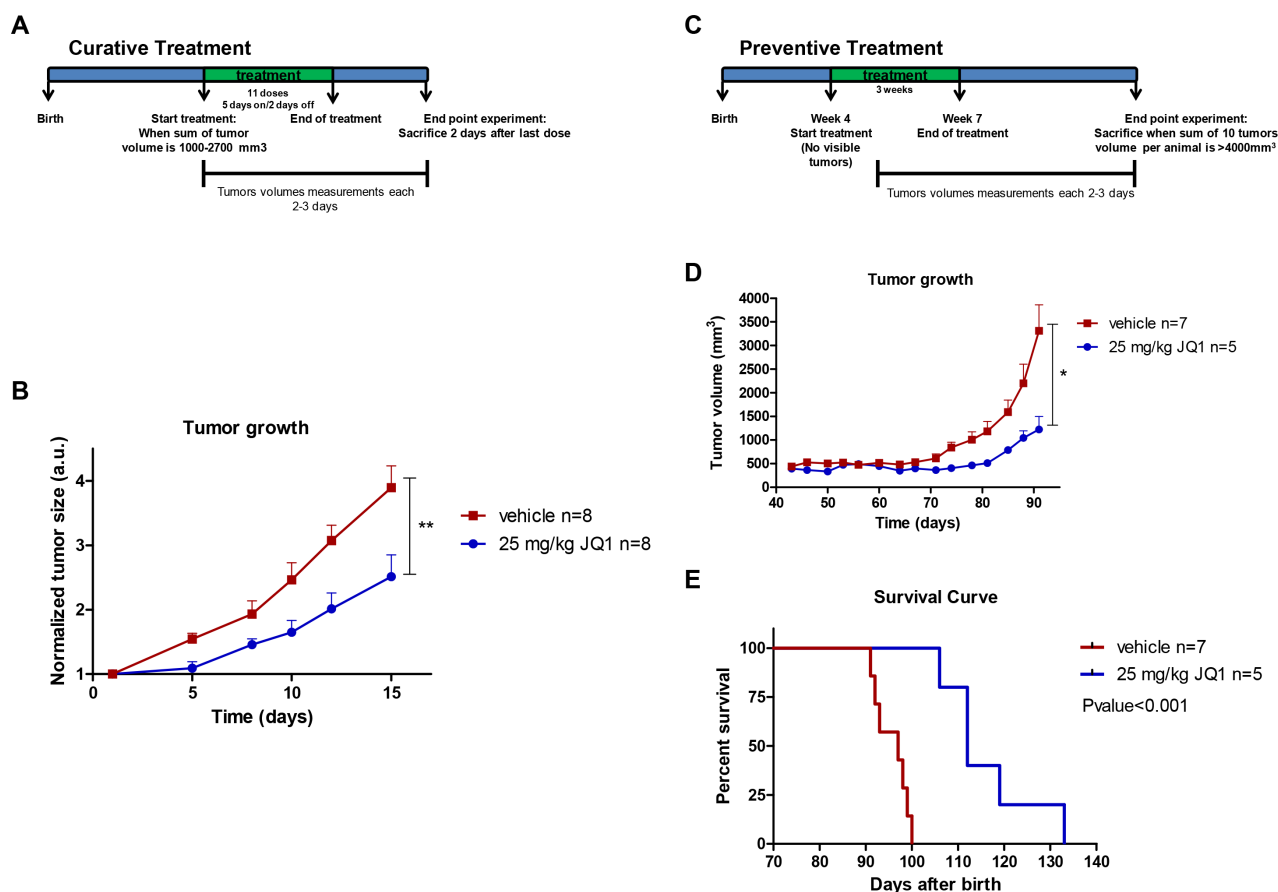 A
Curative Treatment
treatment
11 doses
5 days on/2 days off
Birth
Start treatment:
When sum of tumor
volume is 1000-2700 mm3
End of treatment
End point experiment:
Sacrifice 2 days after last dose
Tumors volumes measurements each
2-3 days
B
Tumor growth
Normalized tumor size (a.u.)
4
3
2
1
0
5
10
15
Time (days)
**
vehicle n=8
25 mg/kg JQ1 n=8
C
Preventive Treatment
treatment
3 weeks
Birth
Week 4
Start treatment
(No visible
tumors)
Week 7
End of treatment
End point experiment:
Sacrifice when sum of 10 tumors
volume per animal is >4000mm³
Tumors volumes measurements each 2-3 days
D
Tumor growth
Tumor volume (mm³)
4000
3500
3000
2500
2000
1500
1000
500
0
40
50
60
70
80
90
Time (days)
*
vehicle n=7
25 mg/kg JQ1 n=5
E
Survival Curve
Percent survival
100
75
50
25
0
70
80
90
100
110
120
130
140
Days after birth
vehicle n=7
25 mg/kg JQ1 n=5
Pvalue<0.001